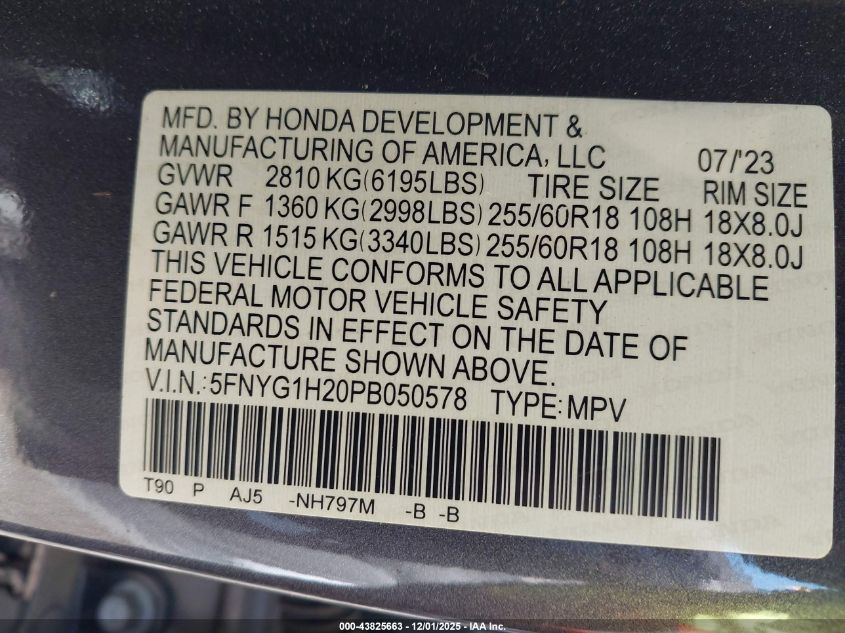 MFD. BY HONDA DEVELOPMENT &
MANUFACTURING OF AMERICA, LLC 07/'23
GVWR 2810 KG(6195LBS) TIRE SIZE RIM SIZE
GAWR F 1360 KG(2998LBS) 255/60R18 108H 18X8.0J
GAWR R 1515 KG(3340LBS) 255/60R18 108H 18X8.0J
THIS VEHICLE CONFORMS TO ALL APPLICABLE
FEDERAL MOTOR VEHICLE SAFETY
STANDARDS IN EFFECT ON THE DATE OF
MANUFACTURE SHOWN ABOVE.
V.I.N.:5FNYG1H20PB050578 TYPE:MPV
T90 P AJ5 -NH797M -B -B
000-43825663 - 12/01/2025 - IAA Inc.